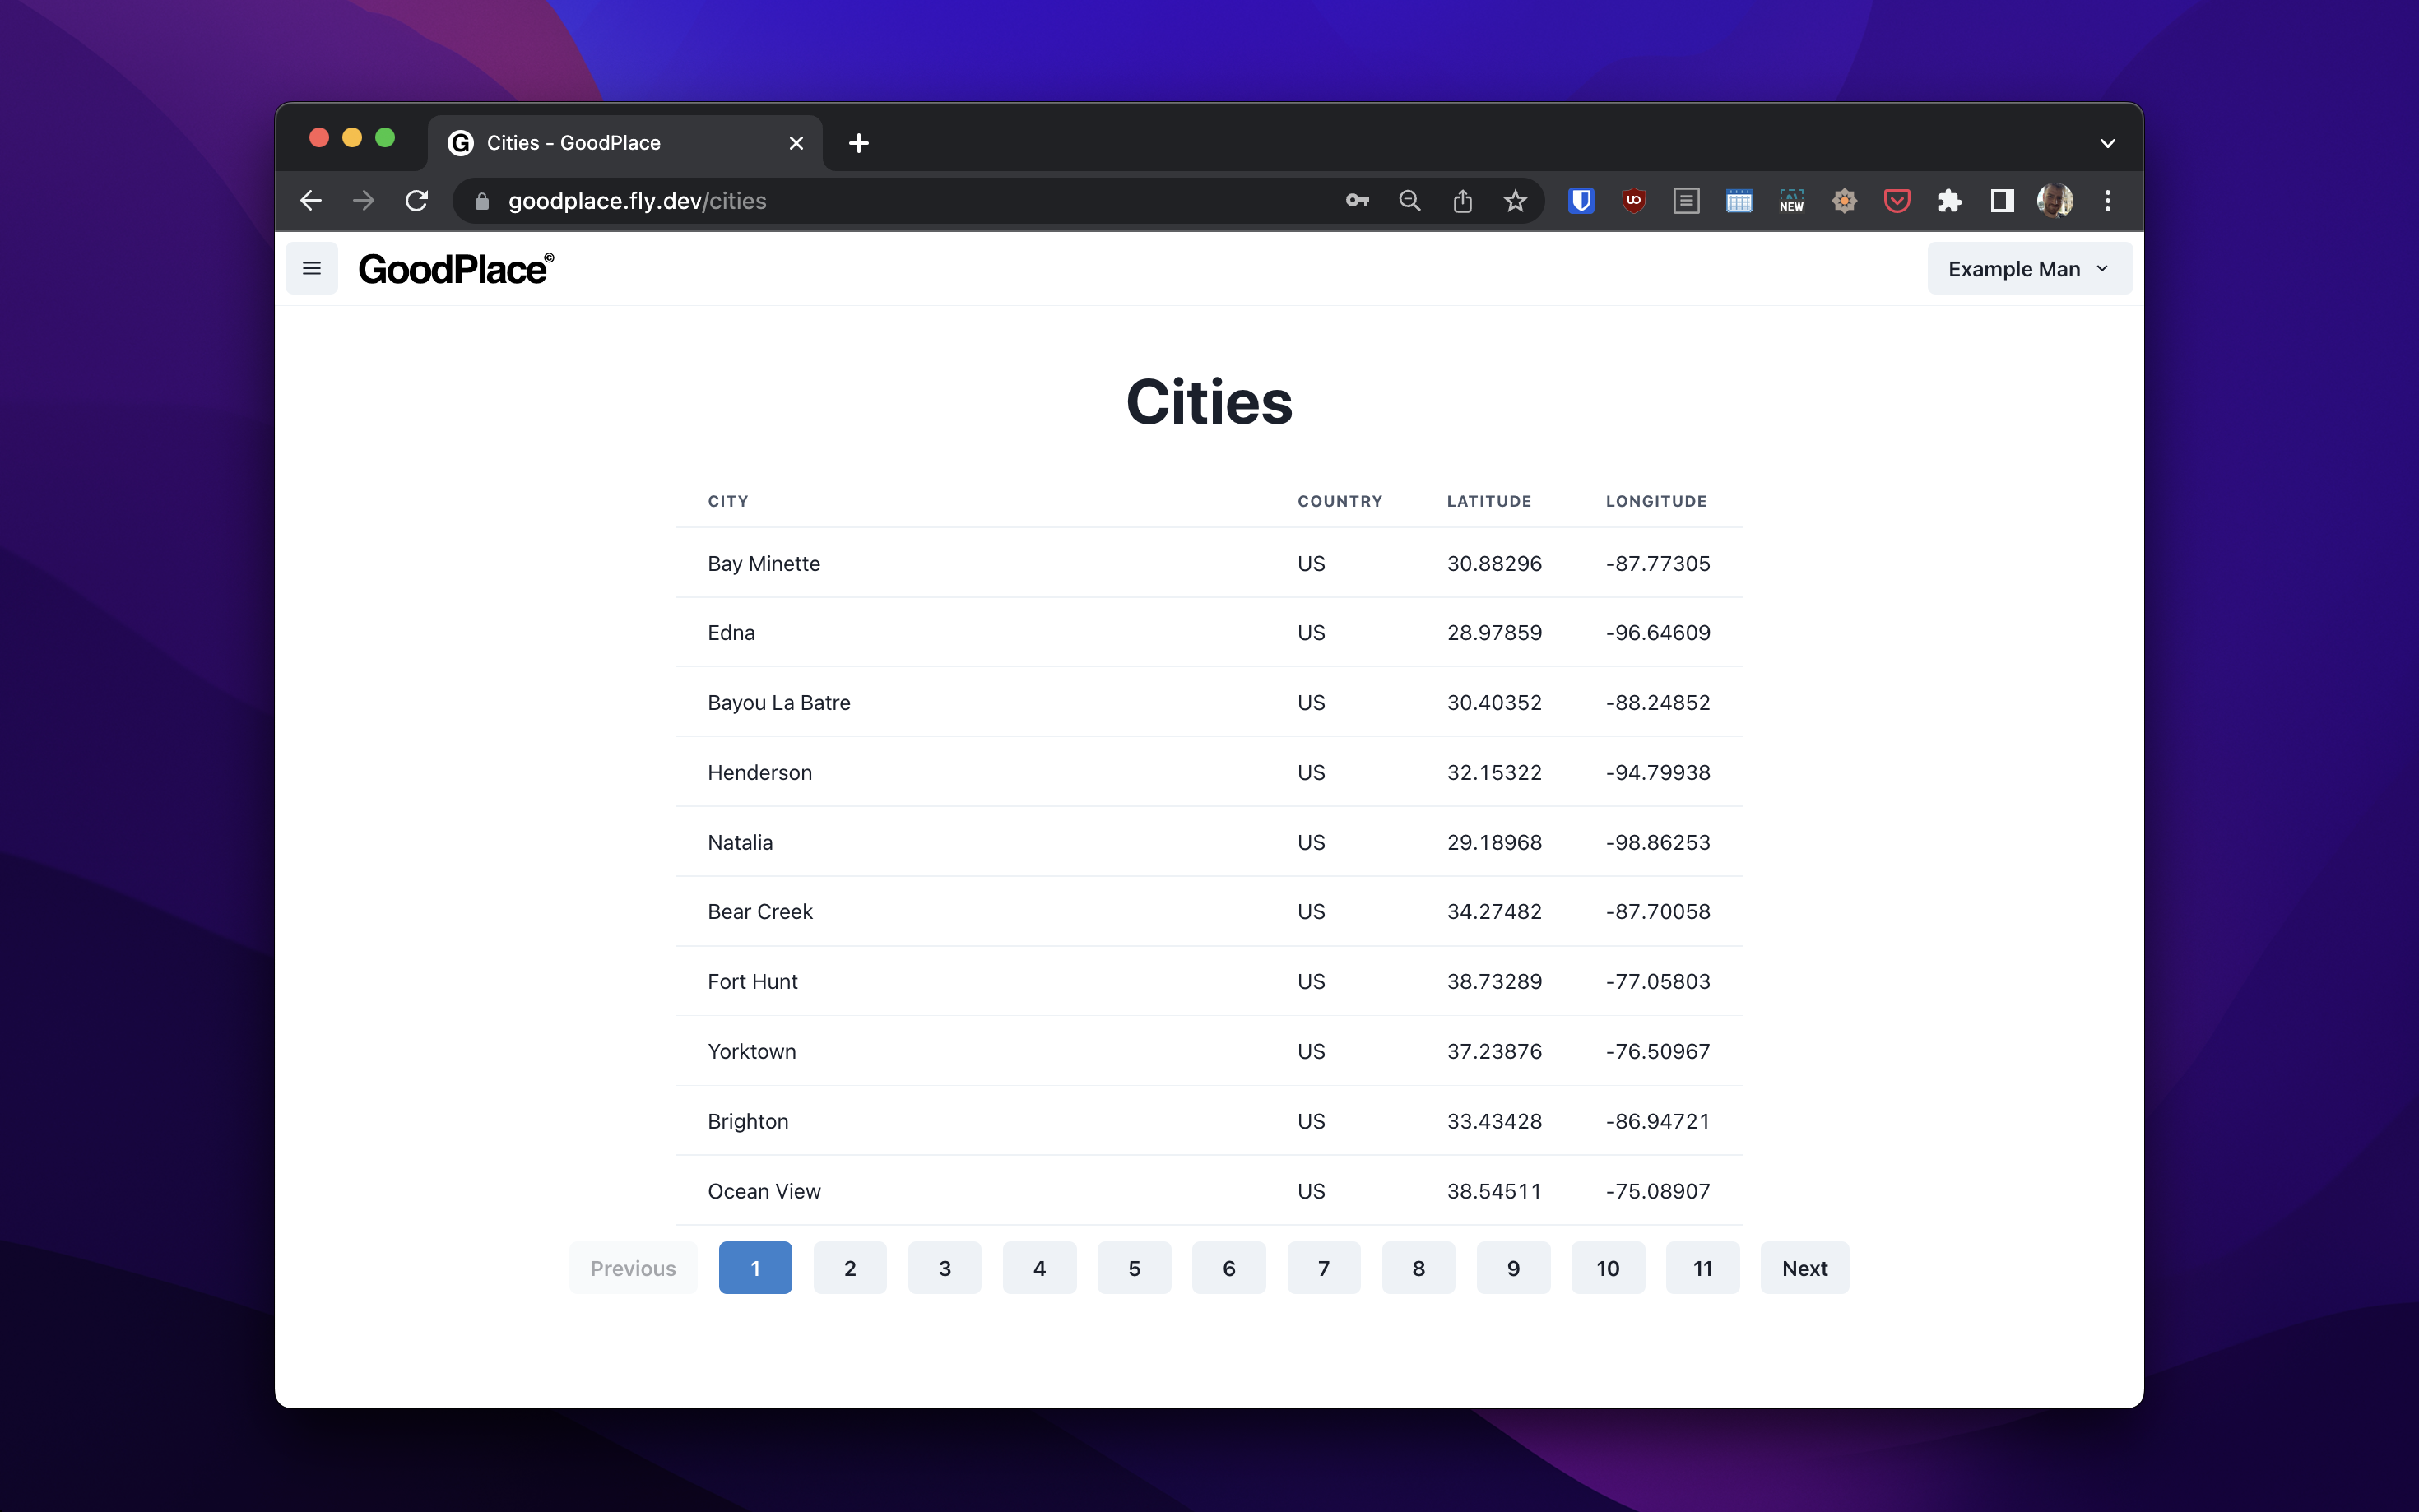 Cities - GoodPlace
goodplace.fly.dev/cities
UO
NEW
GoodPlace©
Example Man
Cities
CITY COUNTRY LATITUDE LONGITUDE
Bay Minette US 30.88296 -87.77305
Edna US 28.97859 -96.64609
Bayou La Batre US 30.40352 -88.24852
Henderson US 32.15322 -94.79938
Natalia US 29.18968 -98.86253
Bear Creek US 34.27482 -87.70058
Fort Hunt US 38.73289 -77.05803
Yorktown US 37.23876 -76.50967
Brighton US 33.43428 -86.94721
Ocean View US 38.54511 -75.08907
Previous 1 2 3 4 5 6 7 8 9 10 11 Next